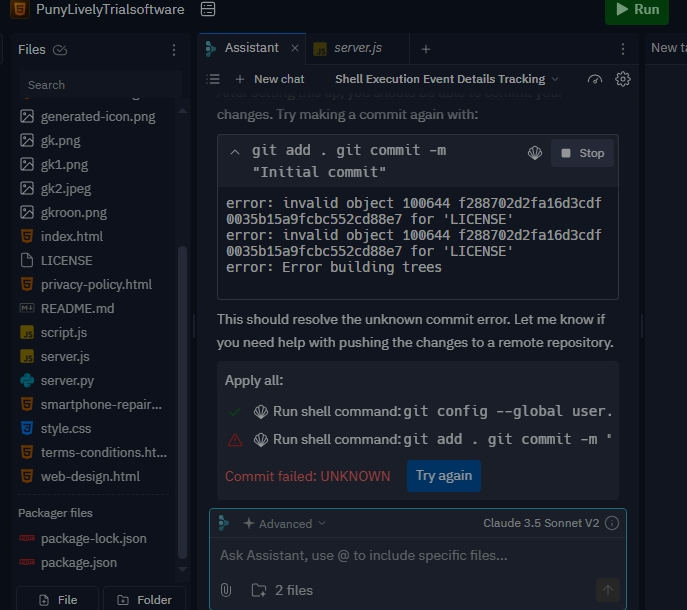 PunyLivelyTrialsoftware
Run
Files
Assistant
server.js
New ta
Search
New chat
Shell Execution Event Details Tracking
generated-icon.png
gk.png
gk1.png
gk2.jpeg
gkroon.png
index.html
LICENSE
privacy-policy.html
README.md
script.js
server.js
server.py
smartphone-repair...
style.css
terms-conditions.ht...
web-design.html
Packager files
package-lock.json
package.json
File
Folder
changes. Try making a commit again with:
git add . git commit -m
"Initial commit"
Stop
error: invalid object 100644 f288702d2fa16d3cdf
0035b15a9fcbc552cd88e7 for 'LICENSE'
error: invalid object 100644 f288702d2fa16d3cdf
0035b15a9fcbc552cd88e7 for 'LICENSE'
error: Error building trees
This should resolve the unknown commit error. Let me know if
you need help with pushing the changes to a remote repository.
Apply all:
Run shell command: git config --global user.
Run shell command: git add . git commit -m "
Commit failed: UNKNOWN
Try again
Advanced
Claude 3.5 Sonnet V2
Ask Assistant, use @ to include specific files...
2 files